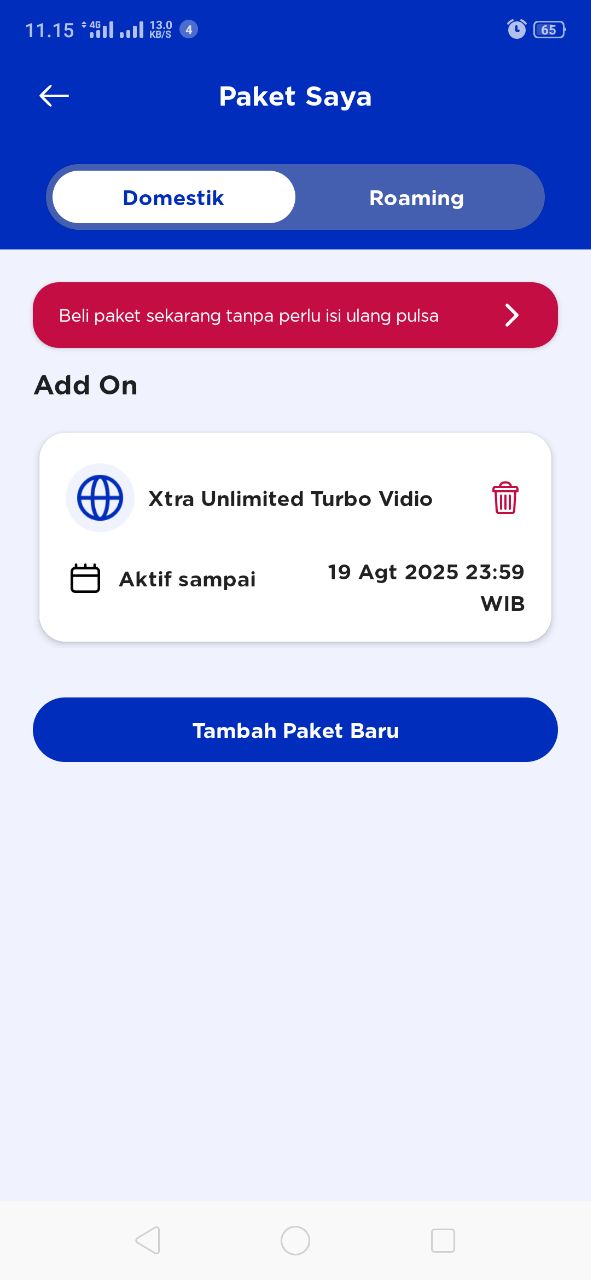 11.15 4G 13.0 KB/S 4 65
Paket Saya
Domestik Roaming
Beli paket sekarang tanpa perlu isi ulang pulsa
Add On
Xtra Unlimited Turbo Vidio
Aktif sampai 19 Agt 2025 23:59
WIB
Tambah Paket Baru